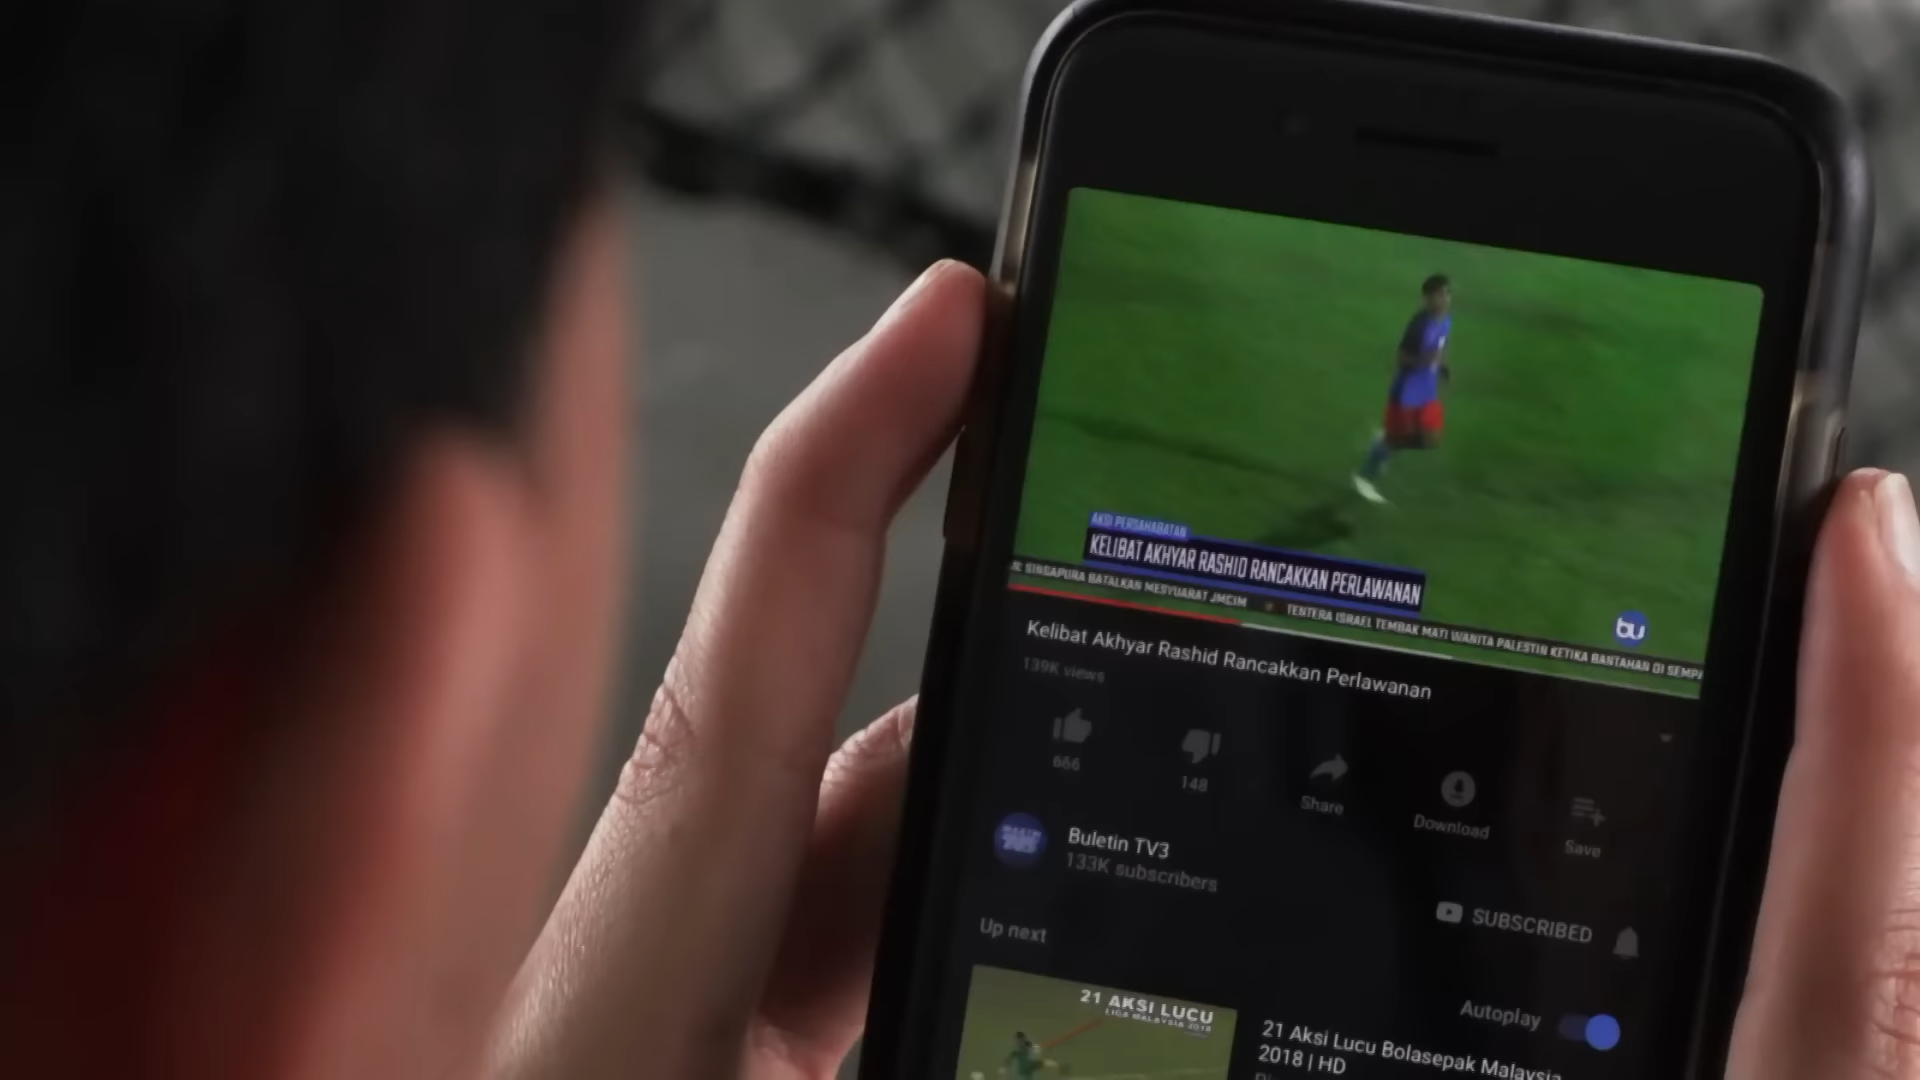 AKSI PERSAHABATAN
KELIBAT AKHYAR RASHID RANCAKKAN PERLAWANAN
SINGAPURA BATALKAN MESYUARAT JMCIM TENTERA ISRAEL TEMBAK MATI WANITA PALESTIN KETIKA BANTAHAN DI SEMPA
bu
Kelibat Akhyar Rashid Rancakkan Perlawanan
139K views
666
148
Share
Download
Save
Buletin TV3
133K subscribers
SUBSCRIBED
Up next
Autoplay
21 AKSI LUCU
LIGA MALAYSIA 2018
21 Aksi Lucu Bolasepak Malaysia
2018 | HD